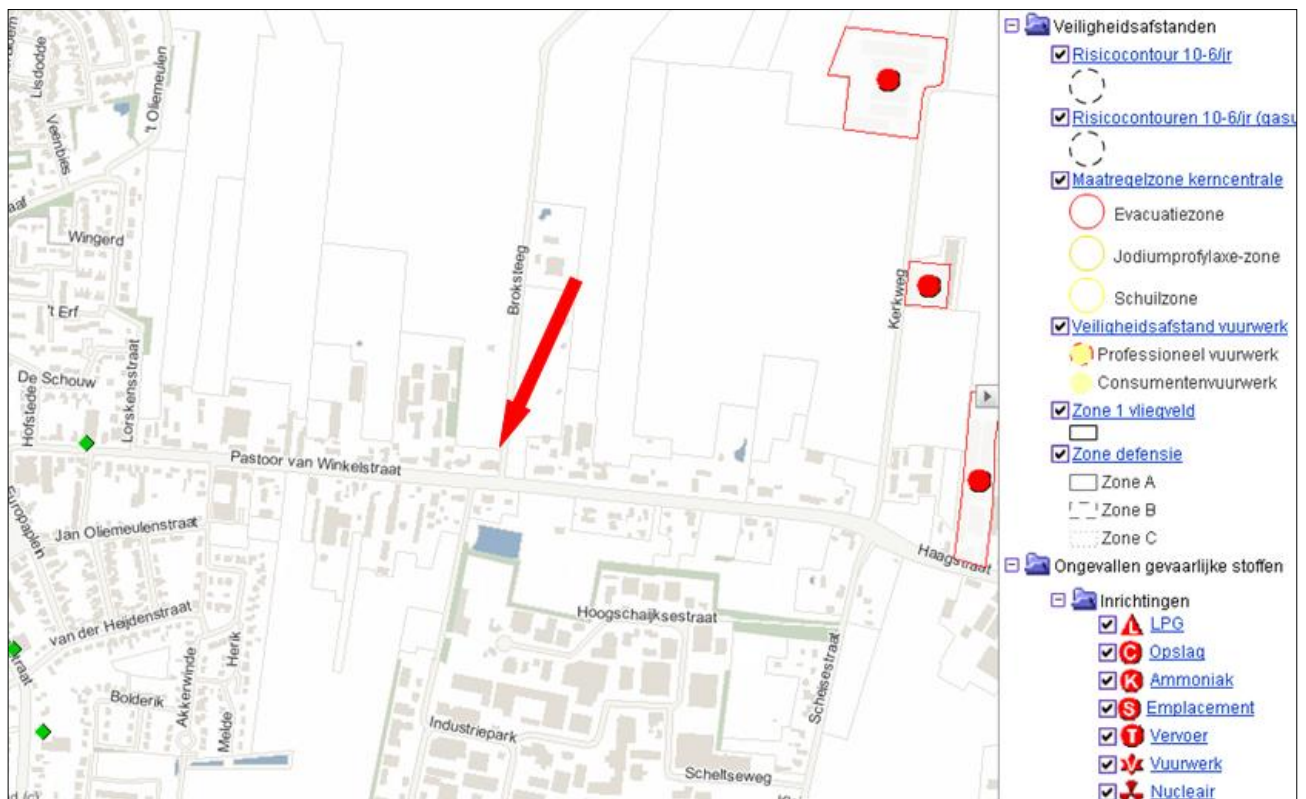 Lisdodde
't Oliemeulen
Veenbies
Wingerd
't Erf
De Schouw
Hofstede
Lorskensstraat
Broksteeg
Kerkweg
Pastoor van Winkelstraat
Europaplein
Jan Oliemeulenstraat
van der Heijdenstraat
Haagstraat
Hoogschaijksestraat
Bolderik
Akkerwinde
Herik
Melde
Industriepark
Scheltseweg
Veiligheidsafstanden
Risicocontour 10-6/jr
Risicocontouren 10-6/jr (gasu
Maatregelzone kerncentrale
Evacuatiezone
Jodiumprofylaxe-zone
Schuilzone
Veiligheidsafstand vuurwerk
Professioneel vuurwerk
Consumentenvuurwerk
Zone 1 vliegveld
Zone defensie
Zone A
Zone B
Zone C
Ongevallen gevaarlijke stoffen
Inrichtingen
L LPG
C Opslag
K Ammoniak
S Emplacement
T Vervoer
V Vuurwerk
Nucleair